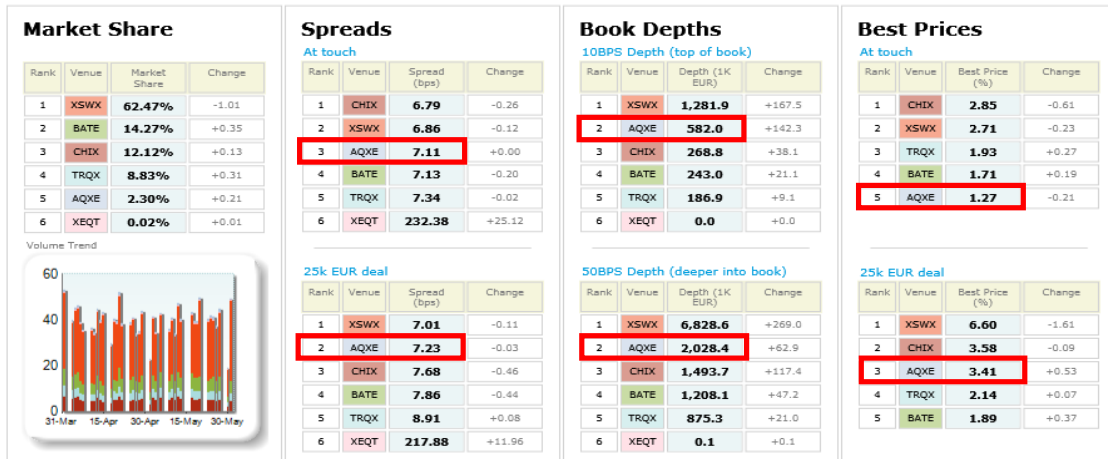 Market Share
Rank Venue Market Share Change
1 XSWX 62.47% -1.01
2 BATE 14.27% +0.35
3 CHIX 12.12% +0.13
4 TRQX 8.83% +0.31
5 AQXE 2.30% +0.21
6 XEQT 0.02% +0.01
Volume Trend
60
40
20
0
31-Mar 15-Apr 30-Apr 15-May 30-May
Spreads
At touch
Rank Venue Spread (bps) Change
1 CHIX 6.79 -0.26
2 XSWX 6.86 -0.12
3 AQXE 7.11 +0.00
4 BATE 7.13 -0.20
5 TRQX 7.34 -0.02
6 XEQT 232.38 +25.12
25k EUR deal
Rank Venue Spread (bps) Change
1 XSWX 7.01 -0.11
2 AQXE 7.23 -0.03
3 CHIX 7.68 -0.46
4 BATE 7.86 -0.44
5 TRQX 8.91 +0.08
6 XEQT 217.88 +11.96
Book Depths
10BPS Depth (top of book)
Rank Venue Depth (1K EUR) Change
1 XSWX 1,281.9 +167.5
2 AQXE 582.0 +142.3
3 CHIX 268.8 +38.1
4 BATE 243.0 +21.1
5 TRQX 186.9 +9.1
6 XEQT 0.0 +0.0
50BPS Depth (deeper into book)
Rank Venue Depth (1K EUR) Change
1 XSWX 6,828.6 +269.0
2 AQXE 2,028.4 +62.9
3 CHIX 1,493.7 +117.4
4 BATE 1,208.1 +47.2
5 TRQX 875.3 +21.0
6 XEQT 0.1 +0.1
Best Prices
At touch
Rank Venue Best Price (%) Change
1 CHIX 2.85 -0.61
2 XSWX 2.71 -0.23
3 TRQX 1.93 +0.27
4 BATE 1.71 +0.19
5 AQXE 1.27 -0.21
25k EUR deal
Rank Venue Best Price (%) Change
1 XSWX 6.60 -1.61
2 CHIX 3.58 -0.09
3 AQXE 3.41 +0.53
4 TRQX 2.14 +0.07
5 BATE 1.89 +0.37